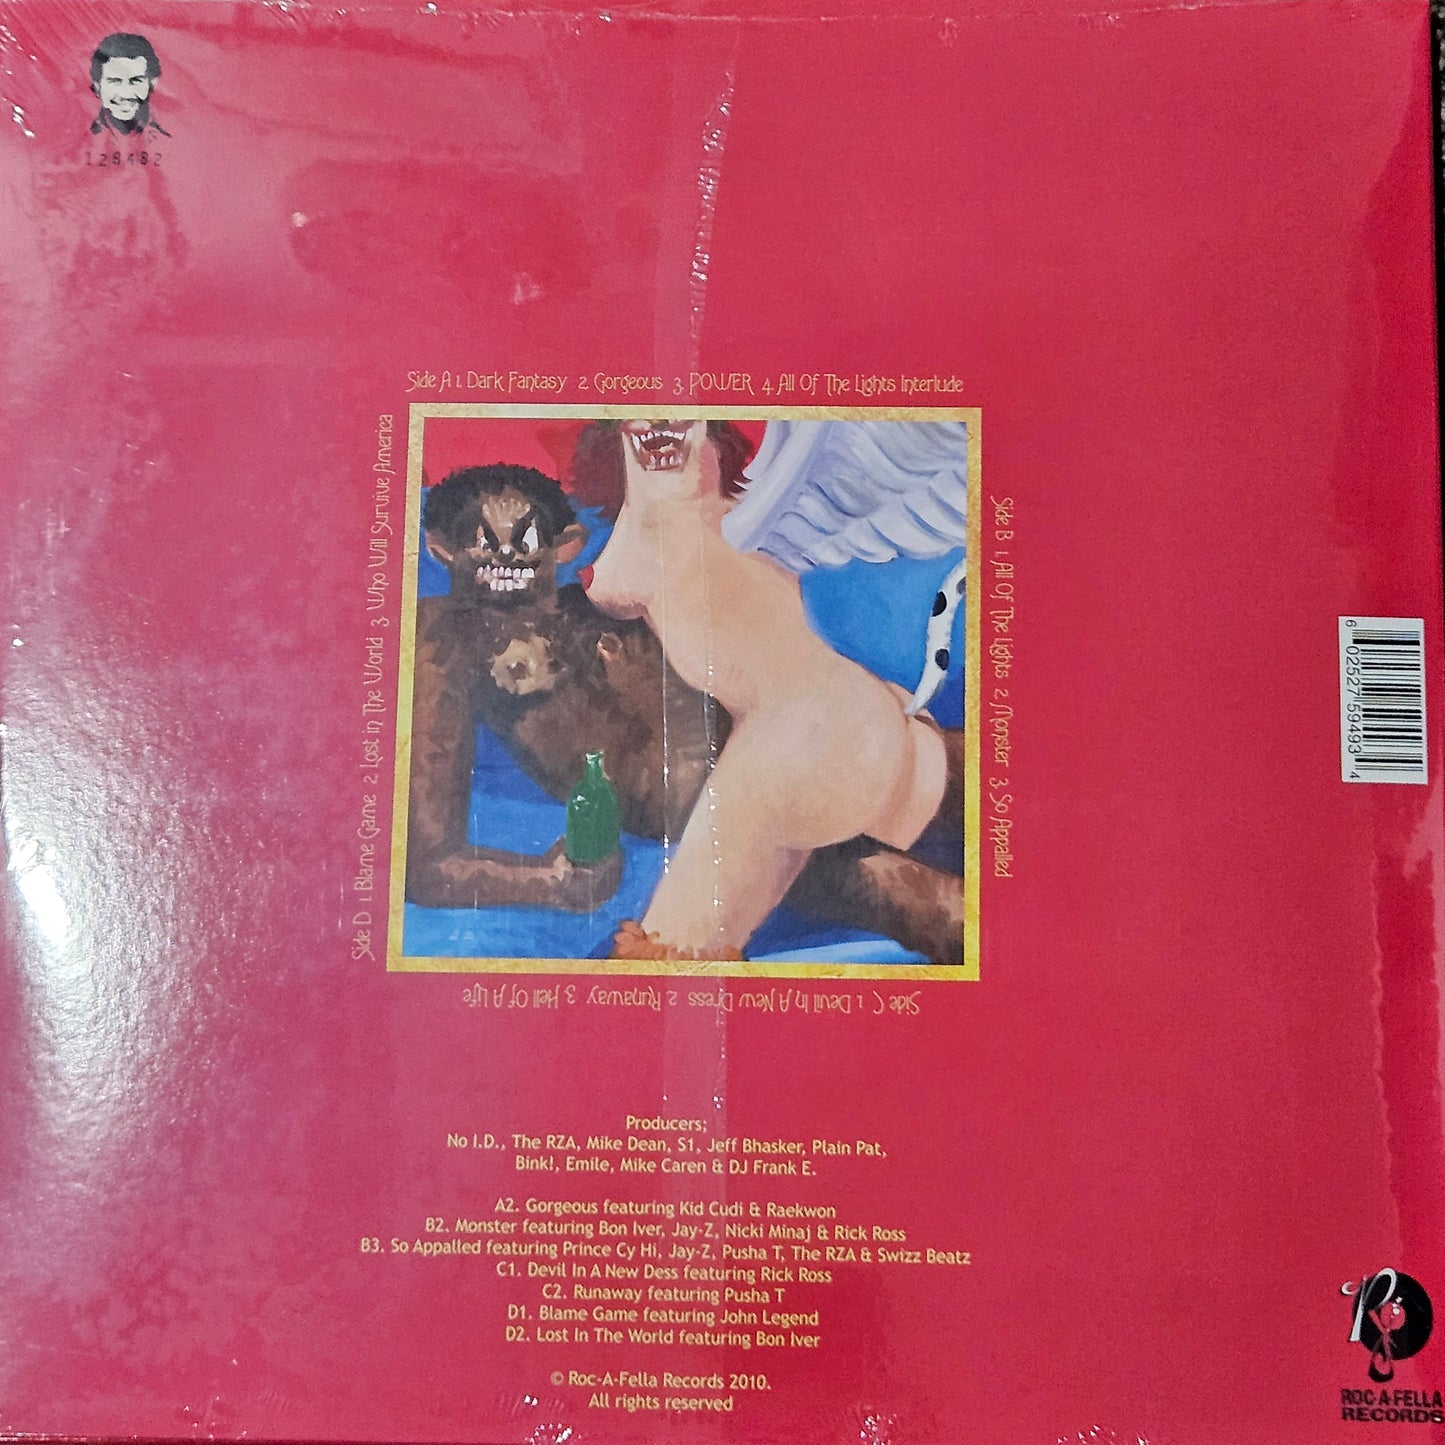 128482
Side A 1. Dark Fantasy 2. Gorgeous 3. POWER 4. All Of The Lights Interlude
Side B 1. All Of The Lights 2. Monster 3. So Appalled
Side C 1. Devil In A New Dress 2. Runaway 3. Hell Of A Life
Side D 1. Blame Game 2. Lost in The World 3. Who Will Survive America
6 02527 59493 4
Producers;
No I.D., The RZA, Mike Dean, S1, Jeff Bhasker, Plain Pat,
Bink!, Emile, Mike Caren & DJ Frank E.
A2. Gorgeous featuring Kid Cudi & Raekwon
B2. Monster featuring Bon Iver, Jay-Z, Nicki Minaj & Rick Ross
B3. So Appalled featuring Prince Cy Hi, Jay-Z, Pusha T, The RZA & Swizz Beatz
C1. Devil In A New Dess featuring Rick Ross
C2. Runaway featuring Pusha T
D1. Blame Game featuring John Legend
D2. Lost In The World featuring Bon Iver
© Roc-A-Fella Records 2010.
All rights reserved
R
ROC-A-FELLA
RECORDS